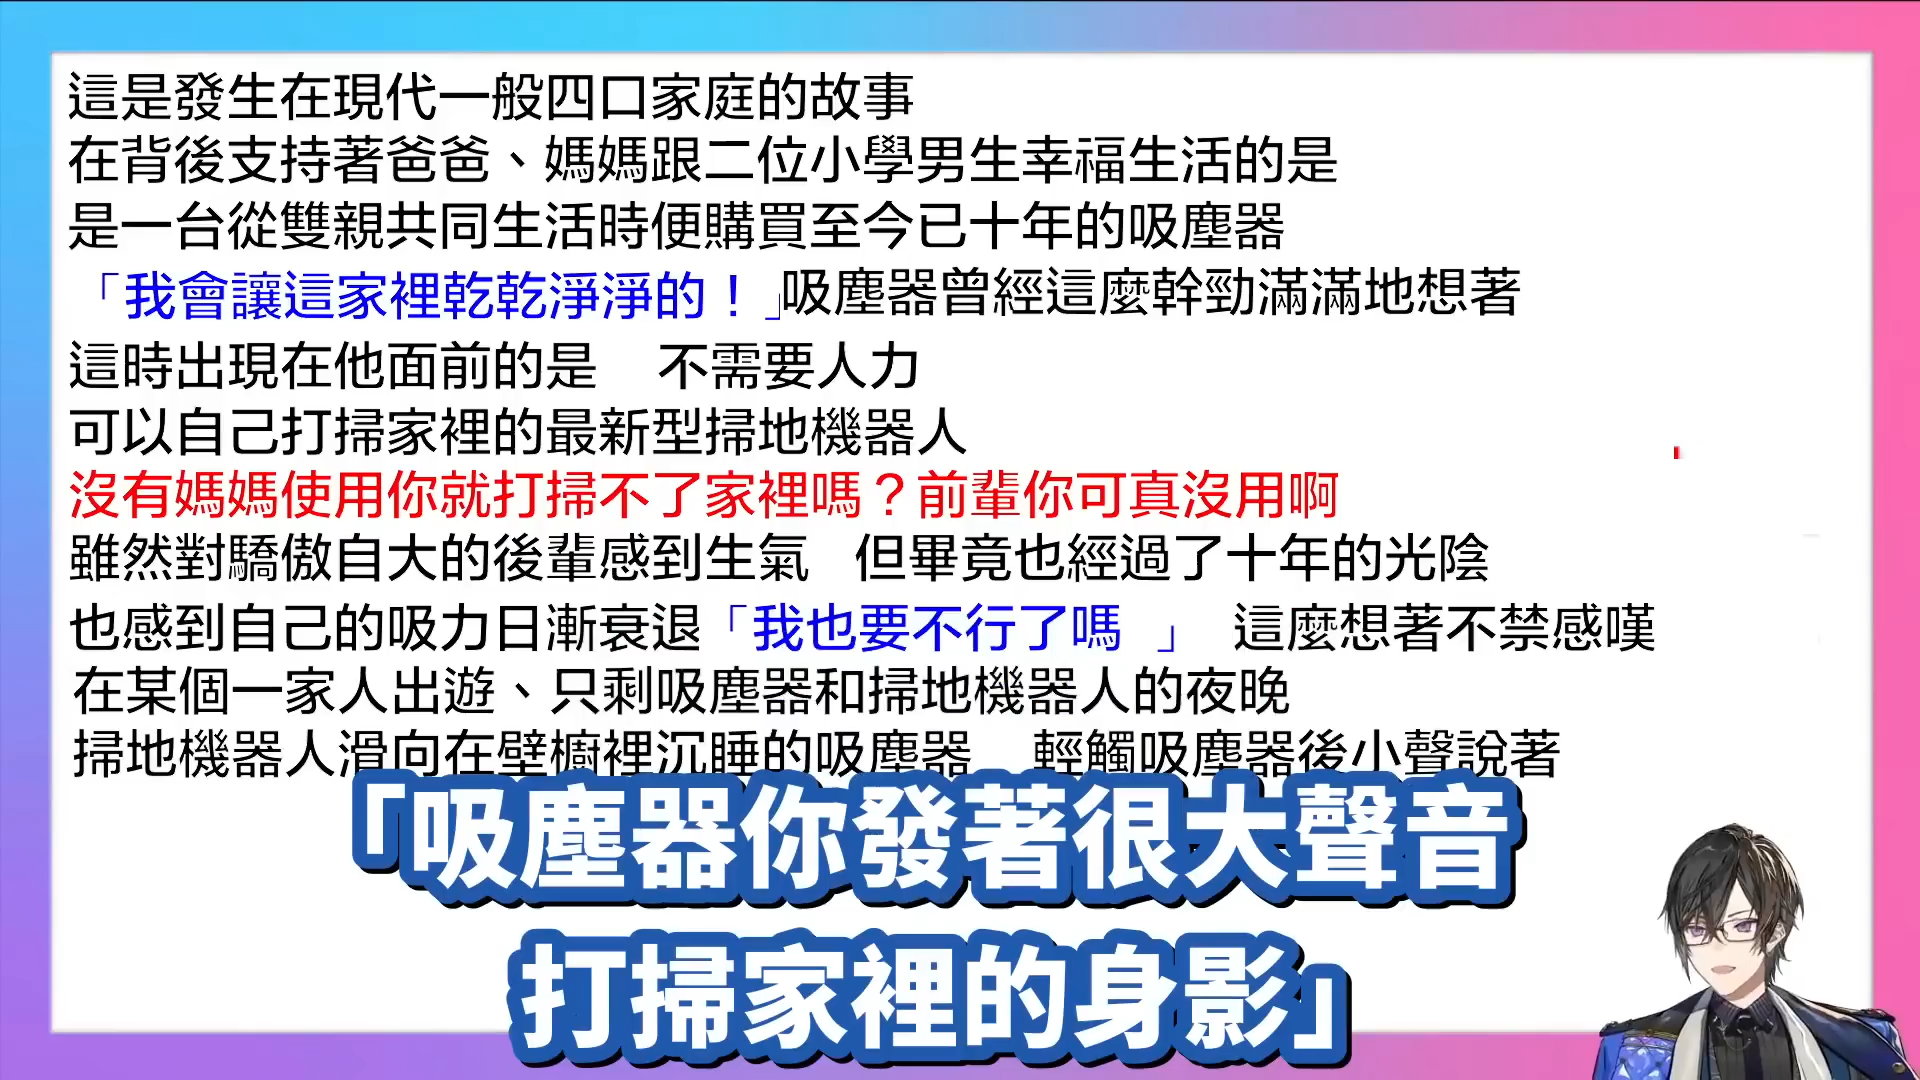 這是發生在現代一般四口家庭的故事
在背後支持著爸爸、媽媽跟二位小學男生幸福生活的是
是一台從雙親共同生活時便購買至今已十年的吸塵器
「我會讓這家裡乾乾淨淨的！」吸塵器曾經這麼幹勁滿滿地想著
這時出現在他面前的是 不需要人力
可以自己打掃家裡的最新型掃地機器人
沒有媽媽使用你就打掃不了家裡嗎？前輩你可真沒用啊
雖然對驕傲自大的後輩感到生氣 但畢竟也經過了十年的光陰
也感到自己的吸力日漸衰退「我也要不行了嗎 」 這麼想著不禁感嘆
在某個一家人出遊、只剩吸塵器和掃地機器人的夜晚
掃地機器人滑向在壁櫥裡沉睡的吸塵器 輕觸吸塵器後小聲說著
「吸塵器你發著很大聲音
打掃家裡的身影」